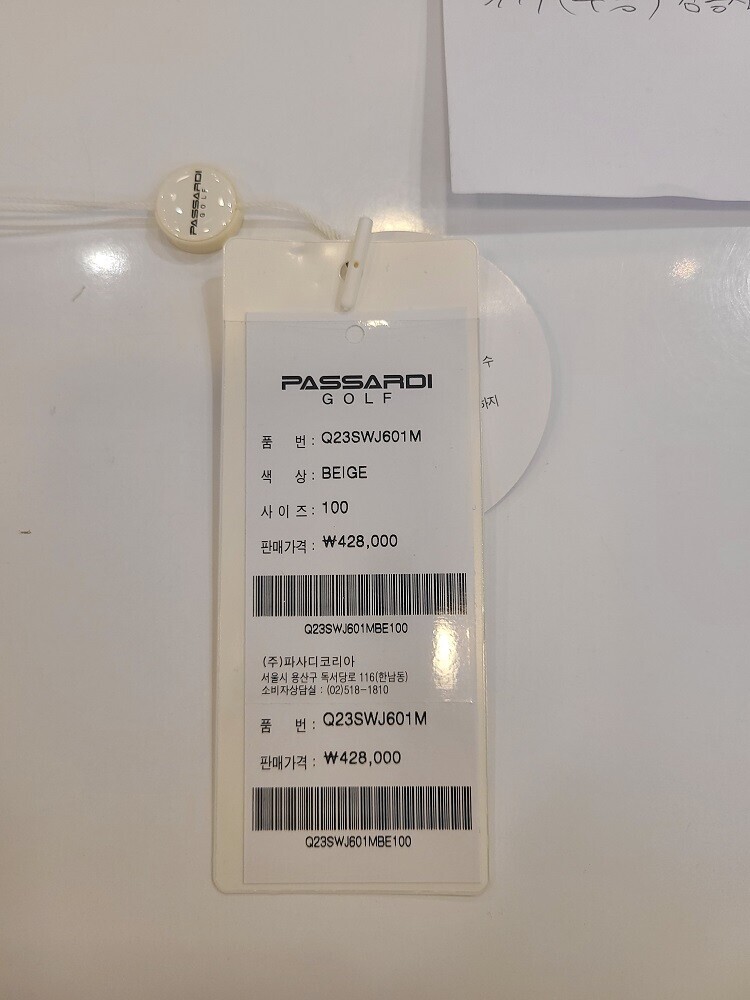 PASSARDI
GOLF
PASSARDI
GOLF
품 번 : Q23SWJ601M
색 상 : BEIGE
사 이 즈 : 100
판매가격 : ₩428,000
Q23SWJ601MBE100
(주)파사디코리아
서울시 용산구 독서당로 116(한남동)
소비자상담실 : (02)518-1810
품 번 : Q23SWJ601M
판매가격 : ₩428,000
Q23SWJ601MBE100
수
하지